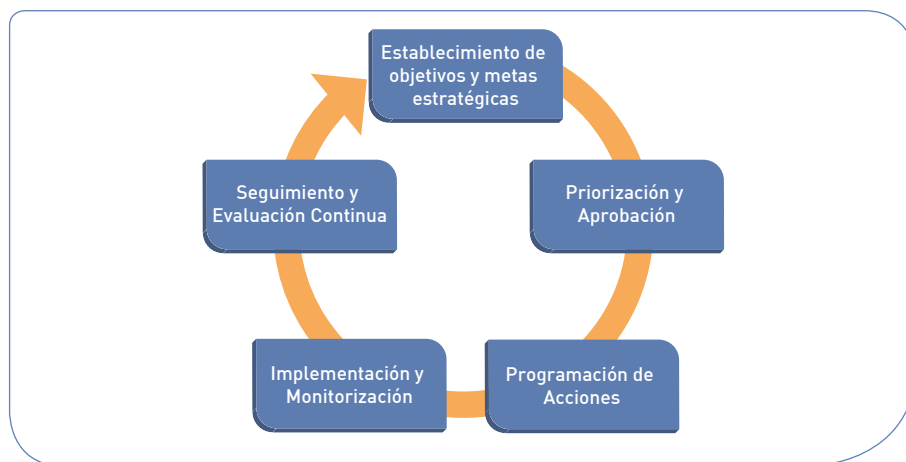 Establecimiento de
objetivos y metas
estratégicas
Priorización y
Aprobación
Programación de
Acciones
Implementación y
Monitorización
Seguimiento y
Evaluación Continua